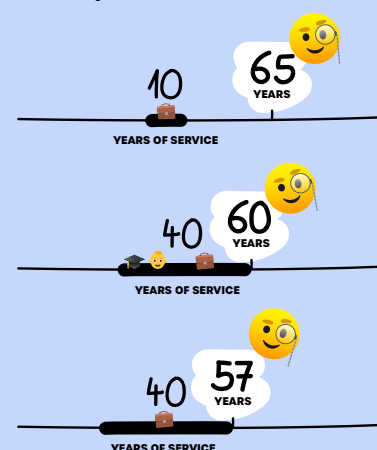 65
10
YEARS
YEARS OF SERVICE
60
40
YEARS
YEARS OF SERVICE
57
40
YEARS
YEARS OF SERVICE